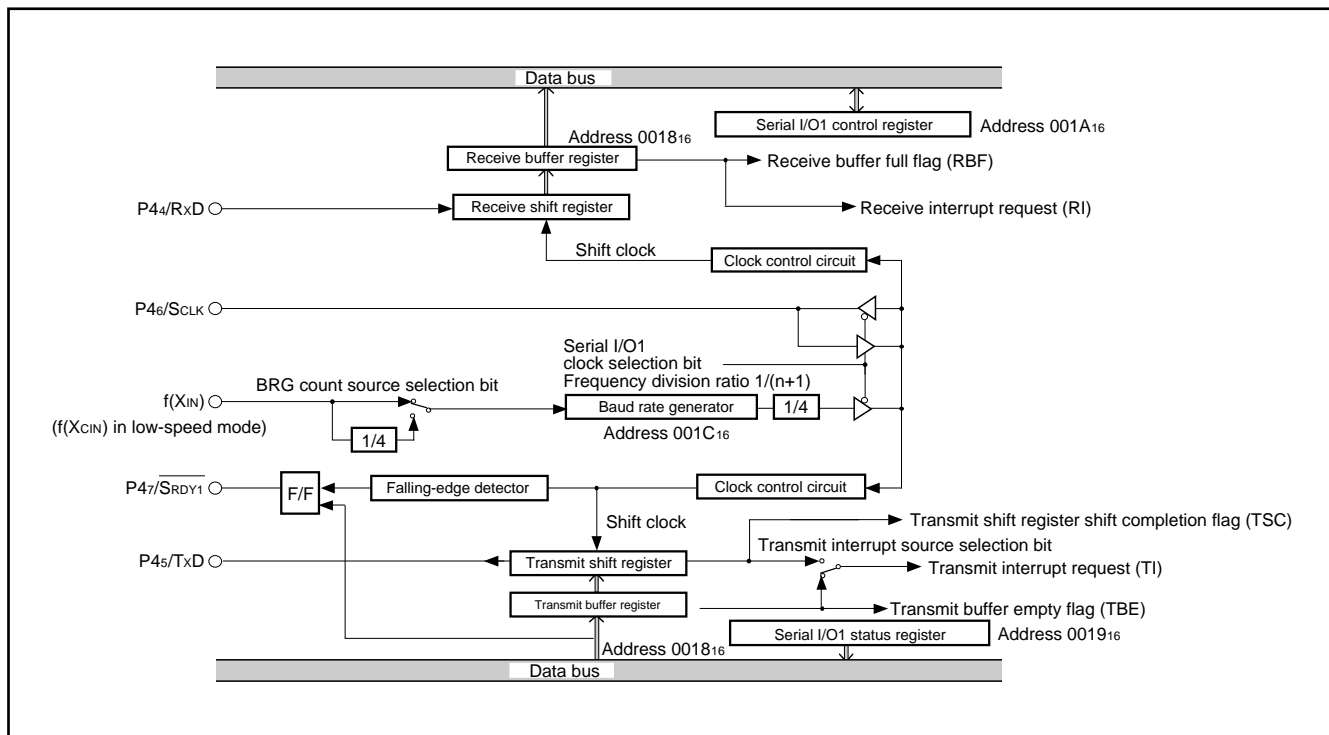 Data bus
Address 0018₁₆
Serial I/O1 control register
Address 001A₁₆
Receive buffer register
Receive buffer full flag (RBF)
P4₄/RxD
Receive shift register
Receive interrupt request (RI)
Shift clock
Clock control circuit
P4₆/SCLK
Serial I/O1
clock selection bit
BRG count source selection bit
Frequency division ratio 1/(n+1)
f(XIN)
Baud rate generator
1/4
(f(XCIN) in low-speed mode)
1/4
Address 001C₁₆
P4₇/S̅R̅D̅Y̅1̅
F/F
Falling-edge detector
Clock control circuit
Shift clock
Transmit shift register shift completion flag (TSC)
Transmit interrupt source selection bit
P4₅/TxD
Transmit shift register
Transmit interrupt request (TI)
Transmit buffer register
Transmit buffer empty flag (TBE)
Serial I/O1 status register
Address 0019₁₆
Address 0018₁₆
Data bus